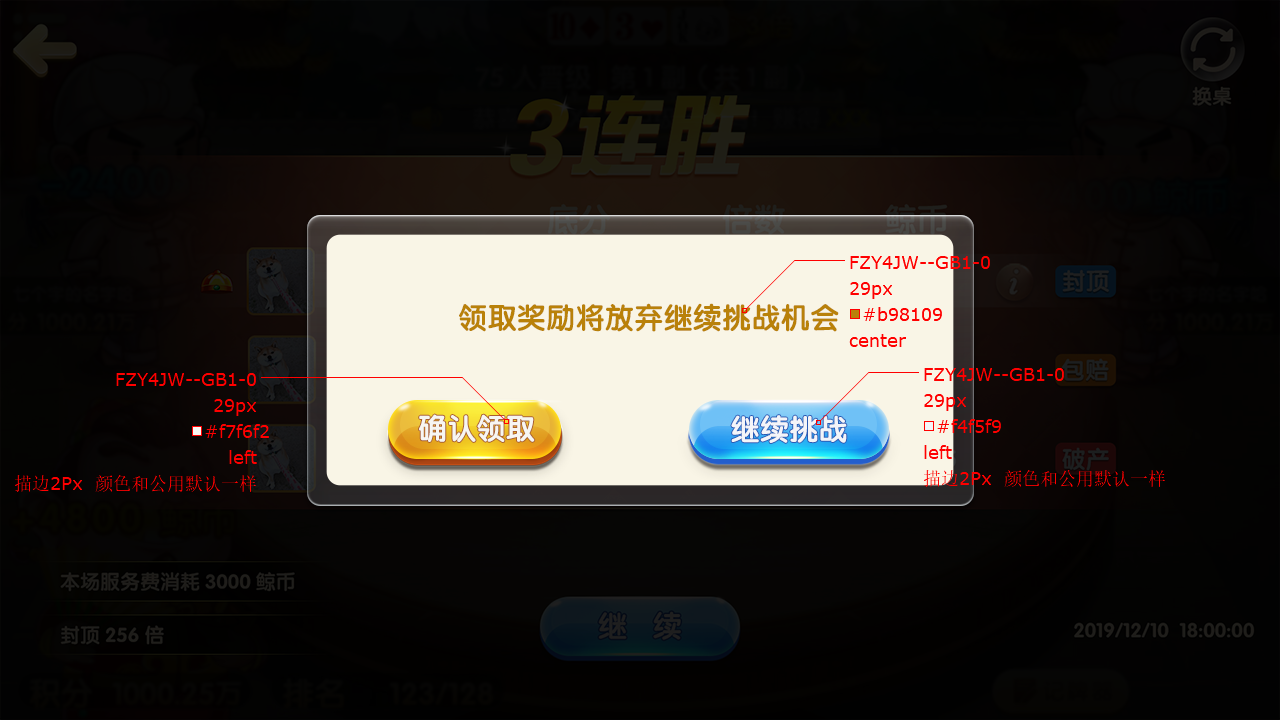 3连胜
换桌
底分 倍数 鲸币
FZY4JW--GB1-0
29px
#b98109
center
领取奖励将放弃继续挑战机会
封顶
包赔
破产
FZY4JW--GB1-0
29px
#f7f6f2
left
描边2Px 颜色和公用默认一样
确认领取
继续挑战
FZY4JW--GB1-0
29px
#f4f5f9
left
描边2Px 颜色和公用默认一样
本场服务费消耗 3000 鲸币
封顶 256 倍
继 续
2019/12/10 18:00:00
积分 1000.25万 排名 123/128